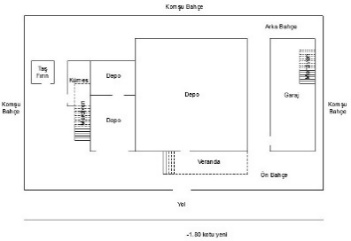 Komşu Bahçe
Arka Bahçe
Taş
Fırın
Kümes
Depo
Depo
Garaj
Komşu
Bahçe
Komşu
Bahçe
Depo
Veranda
Ön Bahçe
Yol
-1.80 kotu yeni